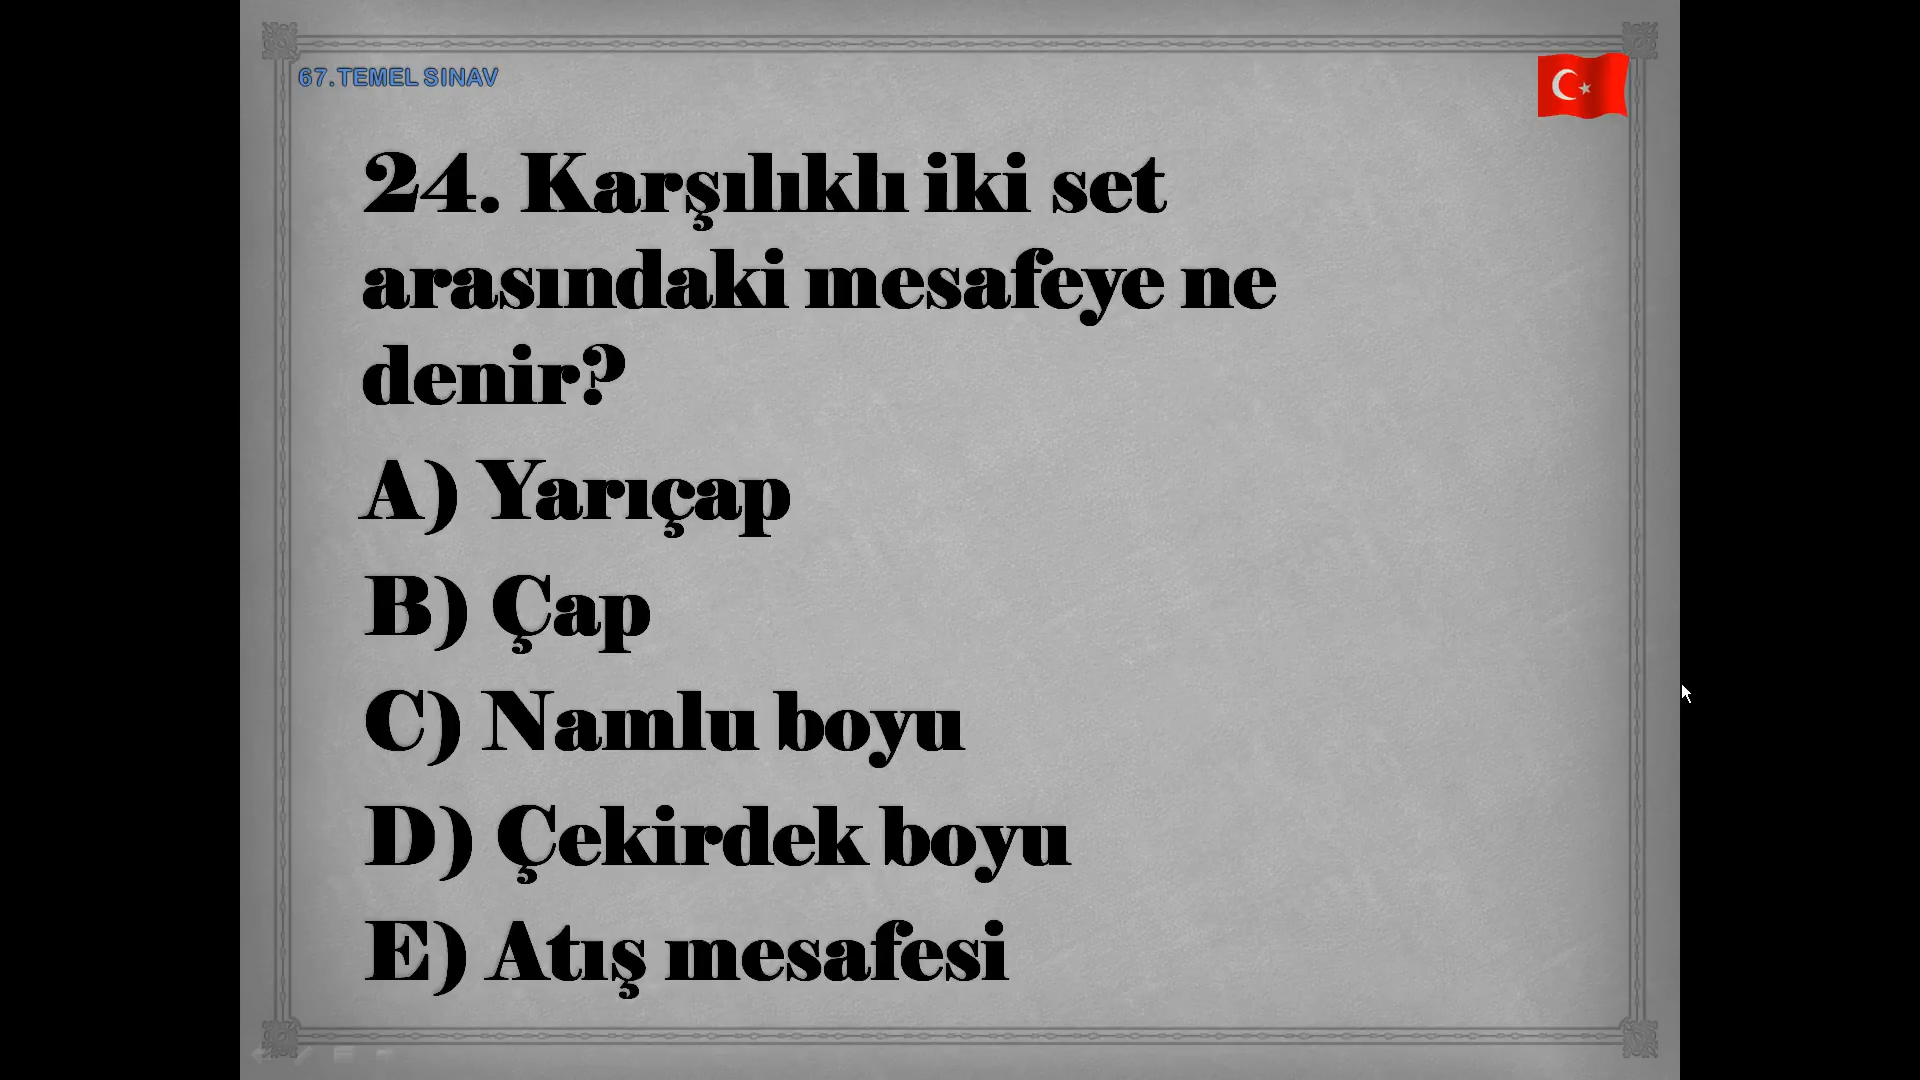 67.TEMEL SINAV
24. Karşılıklı iki set
arasındaki mesafeye ne
denir?
A) Yarıçap
B) Çap
C) Namlu boyu
D) Çekirdek boyu
E) Atış mesafesi